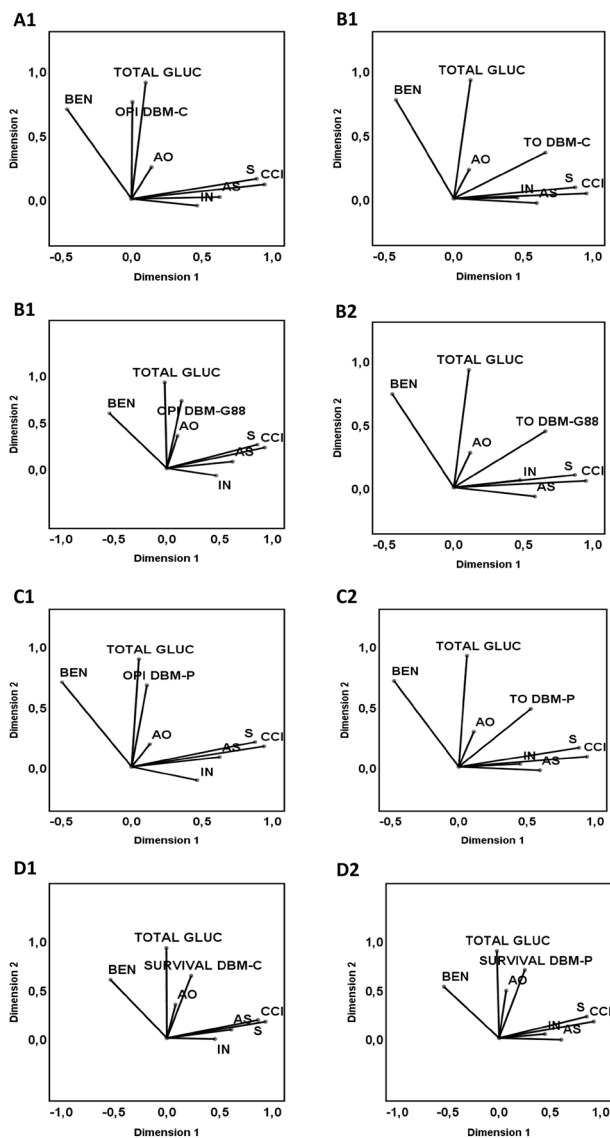 A1
B1
Dimension 2
1,0
0,5
0,0
-0,5
0,0
0,5
1,0
Dimension 1
BEN
TOTAL GLUC
OPI DBM-C
AO
S
CCI
AS
IN
Dimension 2
1,0
0,5
0,0
-0,5
0,0
0,5
1,0
Dimension 1
BEN
TOTAL GLUC
TO DBM-C
AO
S
CCI
IN
AS
B1
B2
Dimension 2
1,0
0,5
0,0
-1,0
-0,5
0,0
0,5
1,0
Dimension 1
BEN
TOTAL GLUC
OPI DBM-G88
AO
S
CCI
AS
IN
Dimension 2
1,0
0,5
0,0
-0,5
0,0
0,5
1,0
Dimension 1
BEN
TOTAL GLUC
TO DBM-G88
AO
S
CCI
IN
AS
C1
C2
Dimension 2
1,0
0,5
0,0
-0,5
0,0
0,5
1,0
Dimension 1
BEN
TOTAL GLUC
OPI DBM-P
AO
S
CCI
AS
IN
Dimension 2
1,0
0,5
0,0
-0,5
0,0
0,5
1,0
Dimension 1
BEN
TOTAL GLUC
TO DBM-P
AO
S
CCI
IN
AS
D1
D2
Dimension 2
1,0
0,5
0,0
-1,0
-0,5
0,0
0,5
1,0
Dimension 1
BEN
TOTAL GLUC
SURVIVAL DBM-C
AO
AS
CCI
S
IN
Dimension 2
1,0
0,5
0,0
-1,0
-0,5
0,0
0,5
1,0
Dimension 1
BEN
TOTAL GLUC
SURVIVAL DBM-P
AO
S
CCI
IN
AS